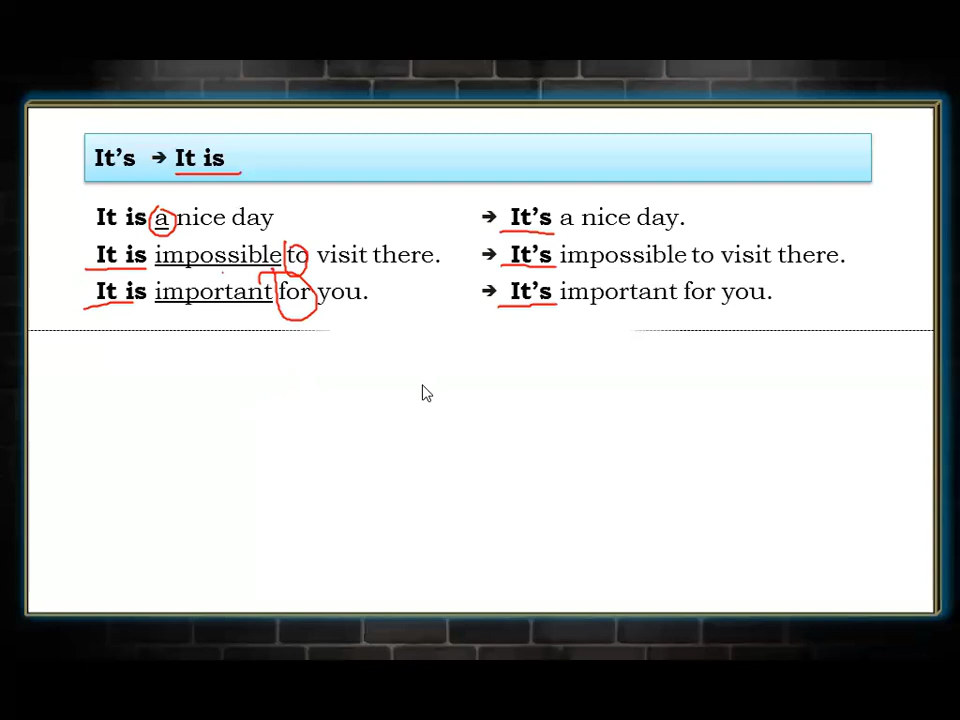 It's → It is
It is a nice day → It's a nice day.
It is impossible to visit there. → It's impossible to visit there.
It is important for you. → It's important for you.